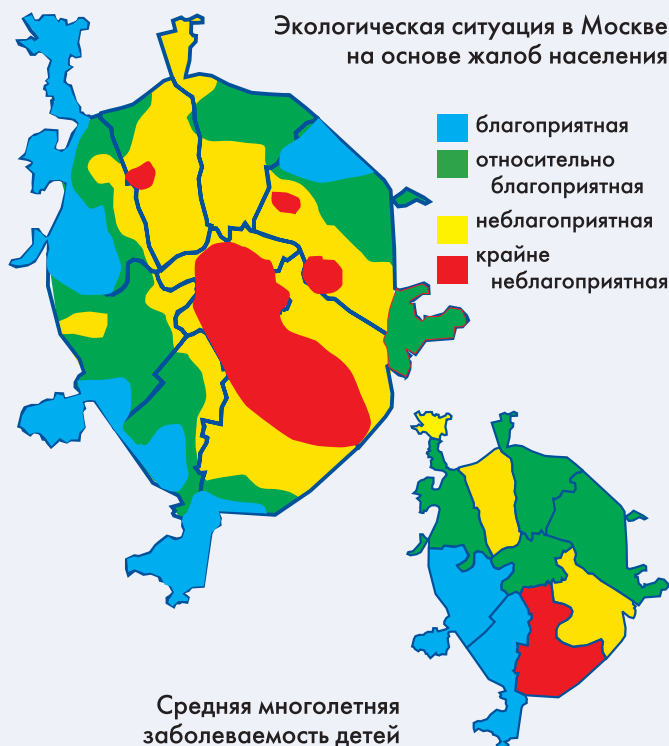 Экологическая ситуация в Москве
на основе жалоб населения
благоприятная
относительно
благоприятная
неблагоприятная
крайне
неблагоприятная
Средняя многолетняя
заболеваемость детей